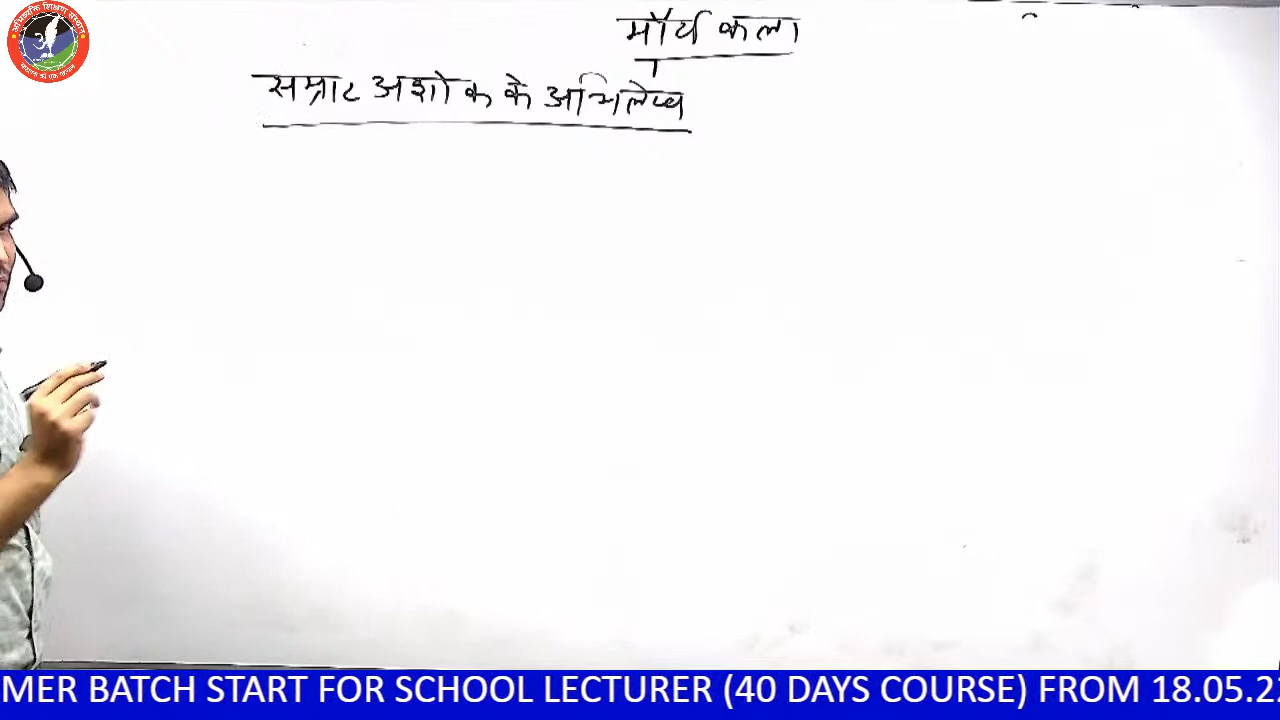 मौर्य कला
सम्राट अशोक के अभिलेख
MER BATCH START FOR SCHOOL LECTURER (40 DAYS COURSE) FROM 18.05.2